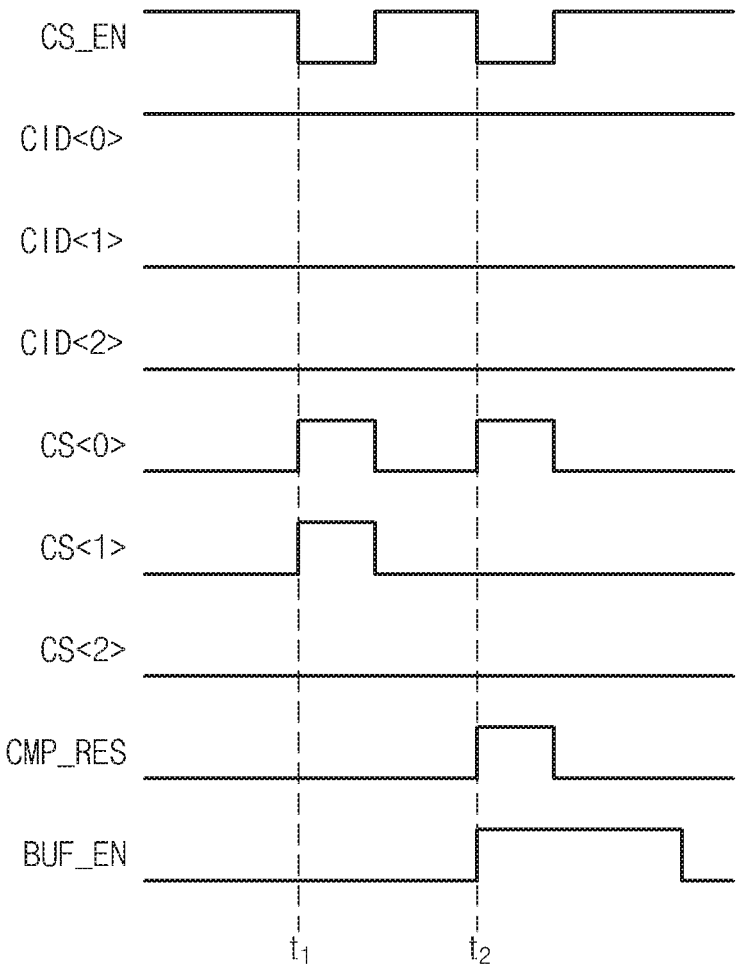 CS_EN
CID<0>
CID<1>
CID<2>
CS<0>
CS<1>
CS<2>
CMP_RES
BUF_EN
t1 t2